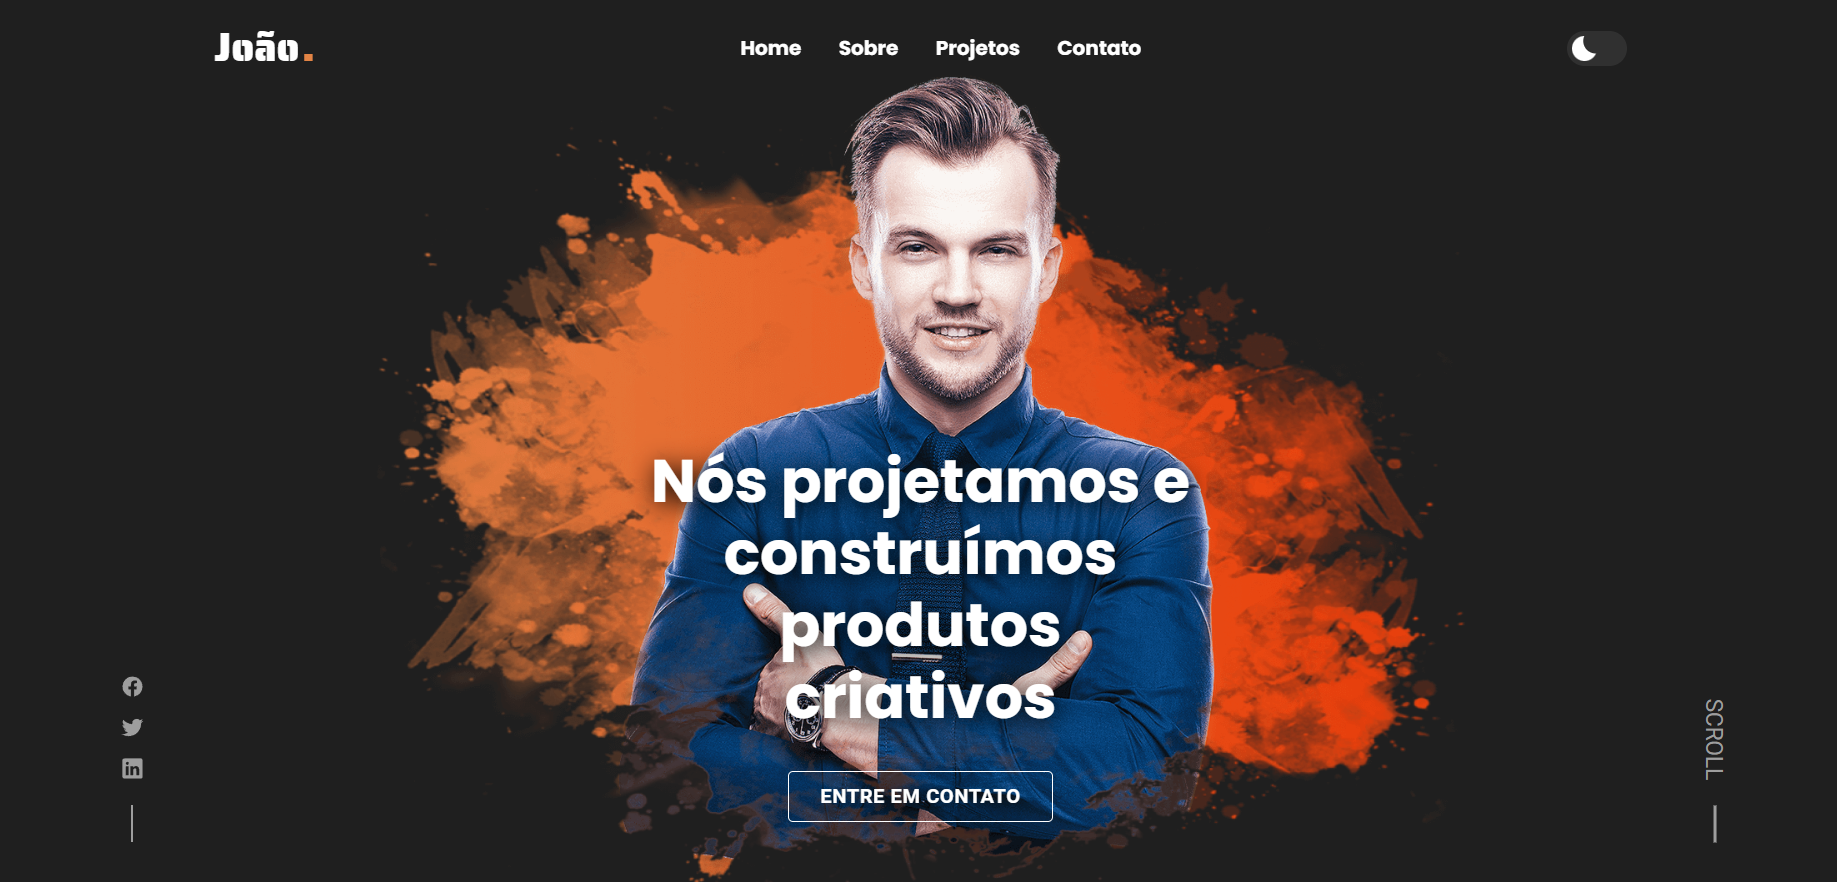 João.
Home Sobre Projetos Contato
Nós projetamos e
construímos
produtos
criativos
ENTRE EM CONTATO
SCROLL